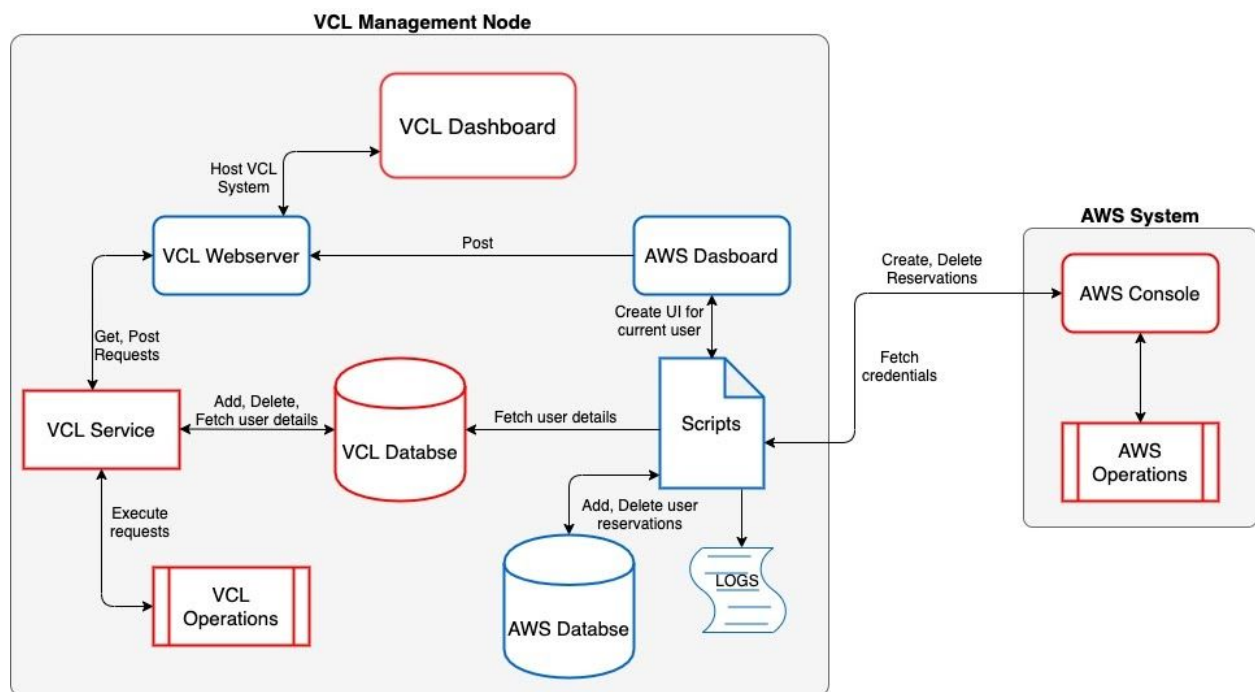 VCL Management Node
VCL Dashboard
Host VCL
System
VCL Webserver
Post
AWS Dasboard
Create UI for
current user
Get, Post
Requests
VCL Service
Add, Delete,
Fetch user details
VCL Databse
Fetch user details
Scripts
Execute
requests
VCL
Operations
Add, Delete user
reservations
AWS Databse
LOGS
Create, Delete
Reservations
Fetch
credentials
AWS System
AWS Console
AWS
Operations